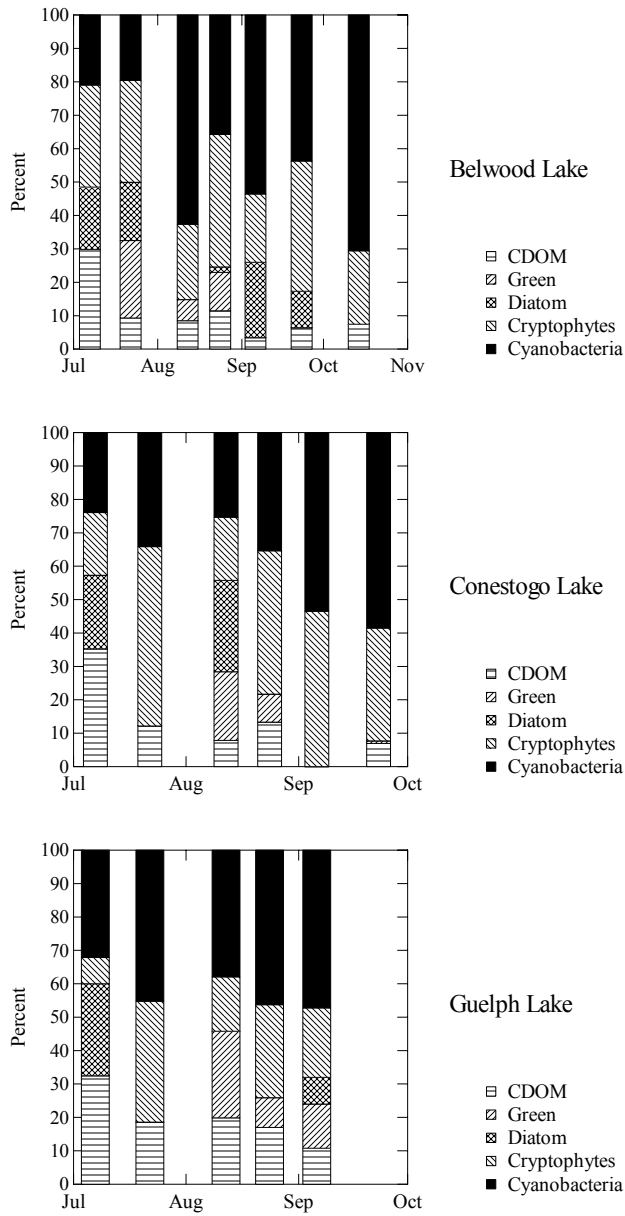 100
90
80
70
60
50
40
30
20
10
0
Percent
Jul Aug Sep Oct Nov
Belwood Lake
CDOM
Green
Diatom
Cryptophytes
Cyanobacteria
100
90
80
70
60
50
40
30
20
10
0
Percent
Jul Aug Sep Oct
Conestogo Lake
CDOM
Green
Diatom
Cryptophytes
Cyanobacteria
100
90
80
70
60
50
40
30
20
10
0
Percent
Jul Aug Sep Oct
Guelph Lake
CDOM
Green
Diatom
Cryptophytes
Cyanobacteria